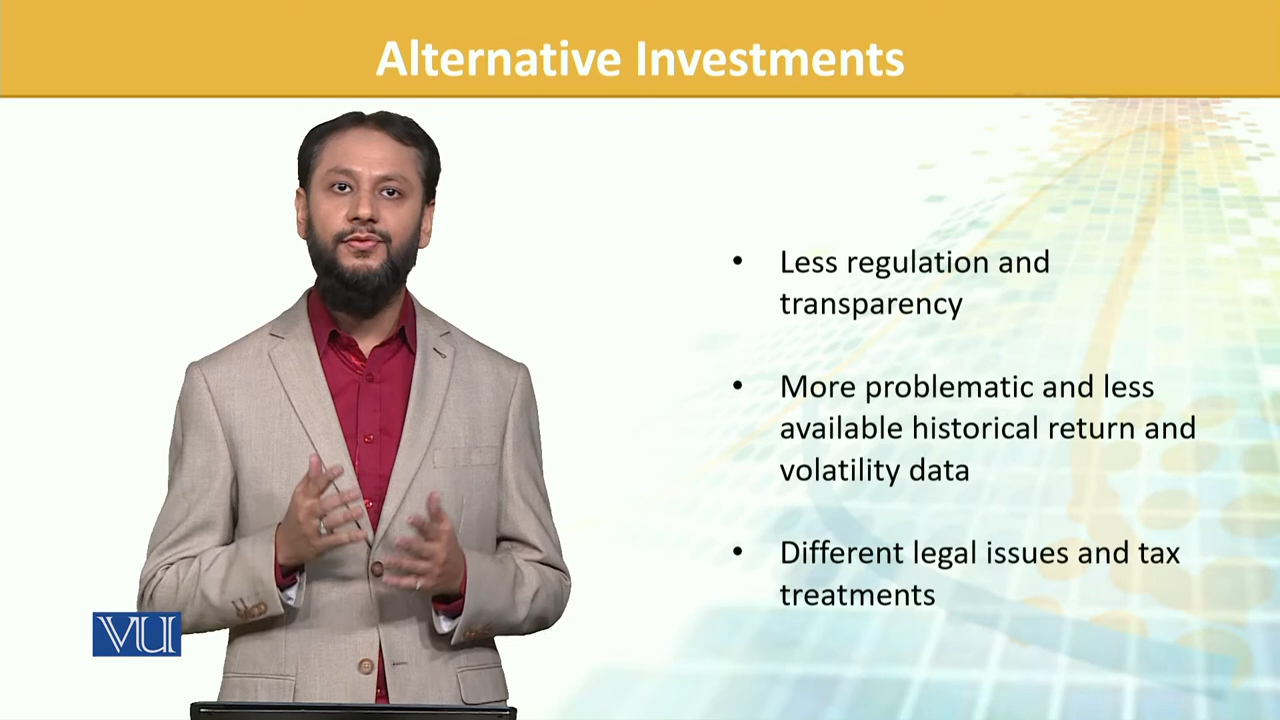 Alternative Investments
• Less regulation and
transparency
• More problematic and less
available historical return and
volatility data
• Different legal issues and tax
treatments
VU